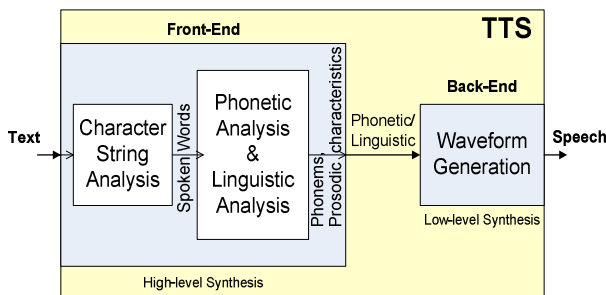 Front-End
TTS
Text
Character
String
Analysis
Spoken Words
Phonetic
Analysis
&
Linguistic
Analysis
Phonems,
Prosodic characteristics
Phonetic/
Linguistic
Back-End
Waveform
Generation
Speech
Low-level Synthesis
High-level Synthesis